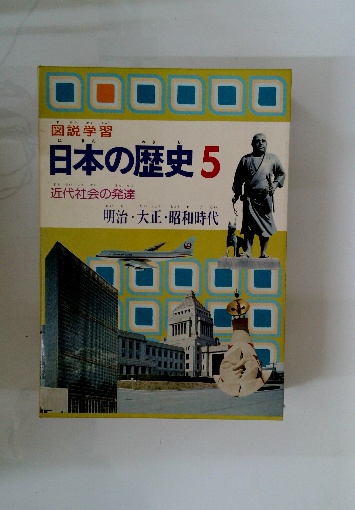 図説学習
日本の歴史5
近代社会の発達
明治・大正・昭和時代